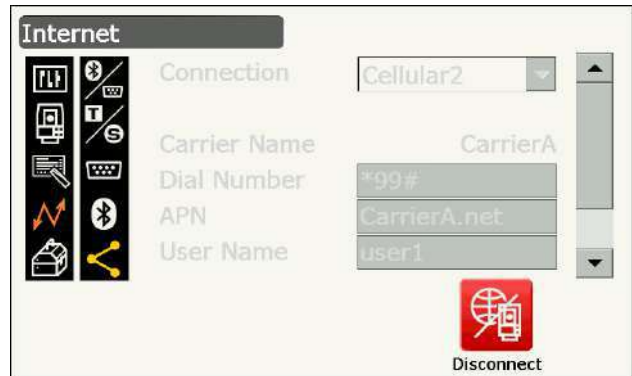 Internet
Connection Cellular2
T
S
Carrier Name CarrierA
Dial Number *99#
APN CarrierA.net
User Name user1
Disconnect